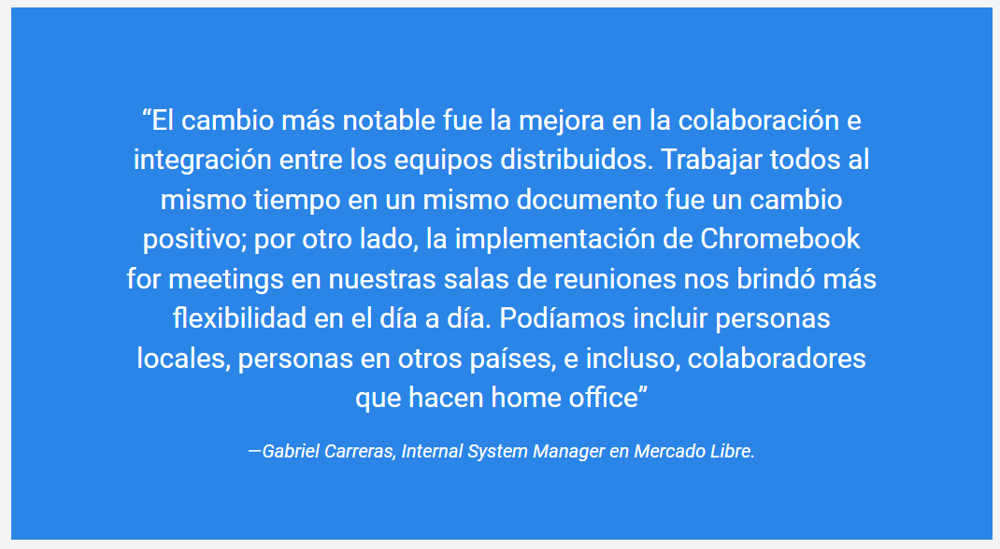 “El cambio más notable fue la mejora en la colaboración e
integración entre los equipos distribuidos. Trabajar todos al
mismo tiempo en un mismo documento fue un cambio
positivo; por otro lado, la implementación de Chromebook
for meetings en nuestras salas de reuniones nos brindó más
flexibilidad en el día a día. Podíamos incluir personas
locales, personas en otros países, e incluso, colaboradores
que hacen home office”
—Gabriel Carreras, Internal System Manager en Mercado Libre.